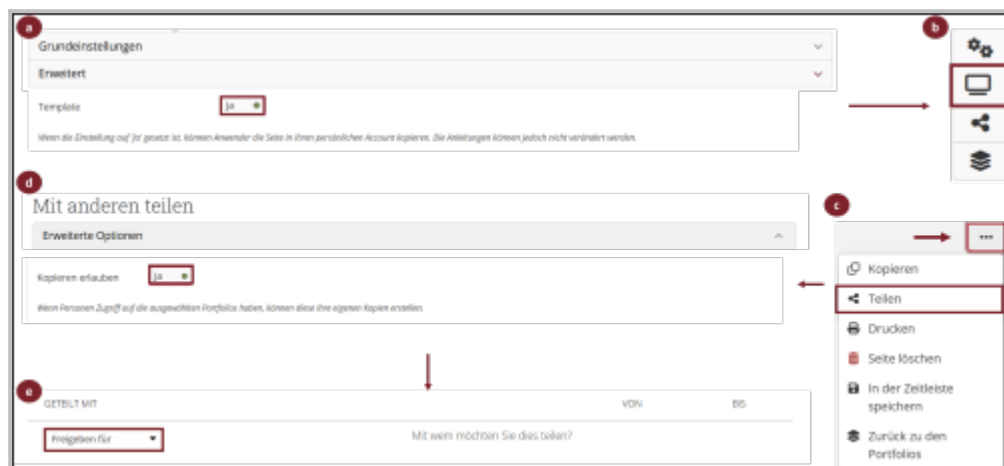 a
Grundeinstellungen
Erweitert
Template
Ja
Wenn die Einstellung auf 'Ja' gesetzt ist, können Anwender die Seite in ihren persönlichen Account kopieren. Die Anleitungen können jedoch nicht verändert werden.
b
d
Mit anderen teilen
Erweiterte Optionen
Kopieren erlauben
Ja
Wenn Personen Zugriff auf die ausgewählten Portfolios haben, können diese ihre eigenen Kopien erstellen.
c
...
Kopieren
Teilen
Drucken
Seite löschen
In der Zeitleiste
speichern
Zurück zu den
Portfolios
e
GETEILT MIT
VON
BIS
Freigeben für
Mit wem möchten Sie dies teilen?